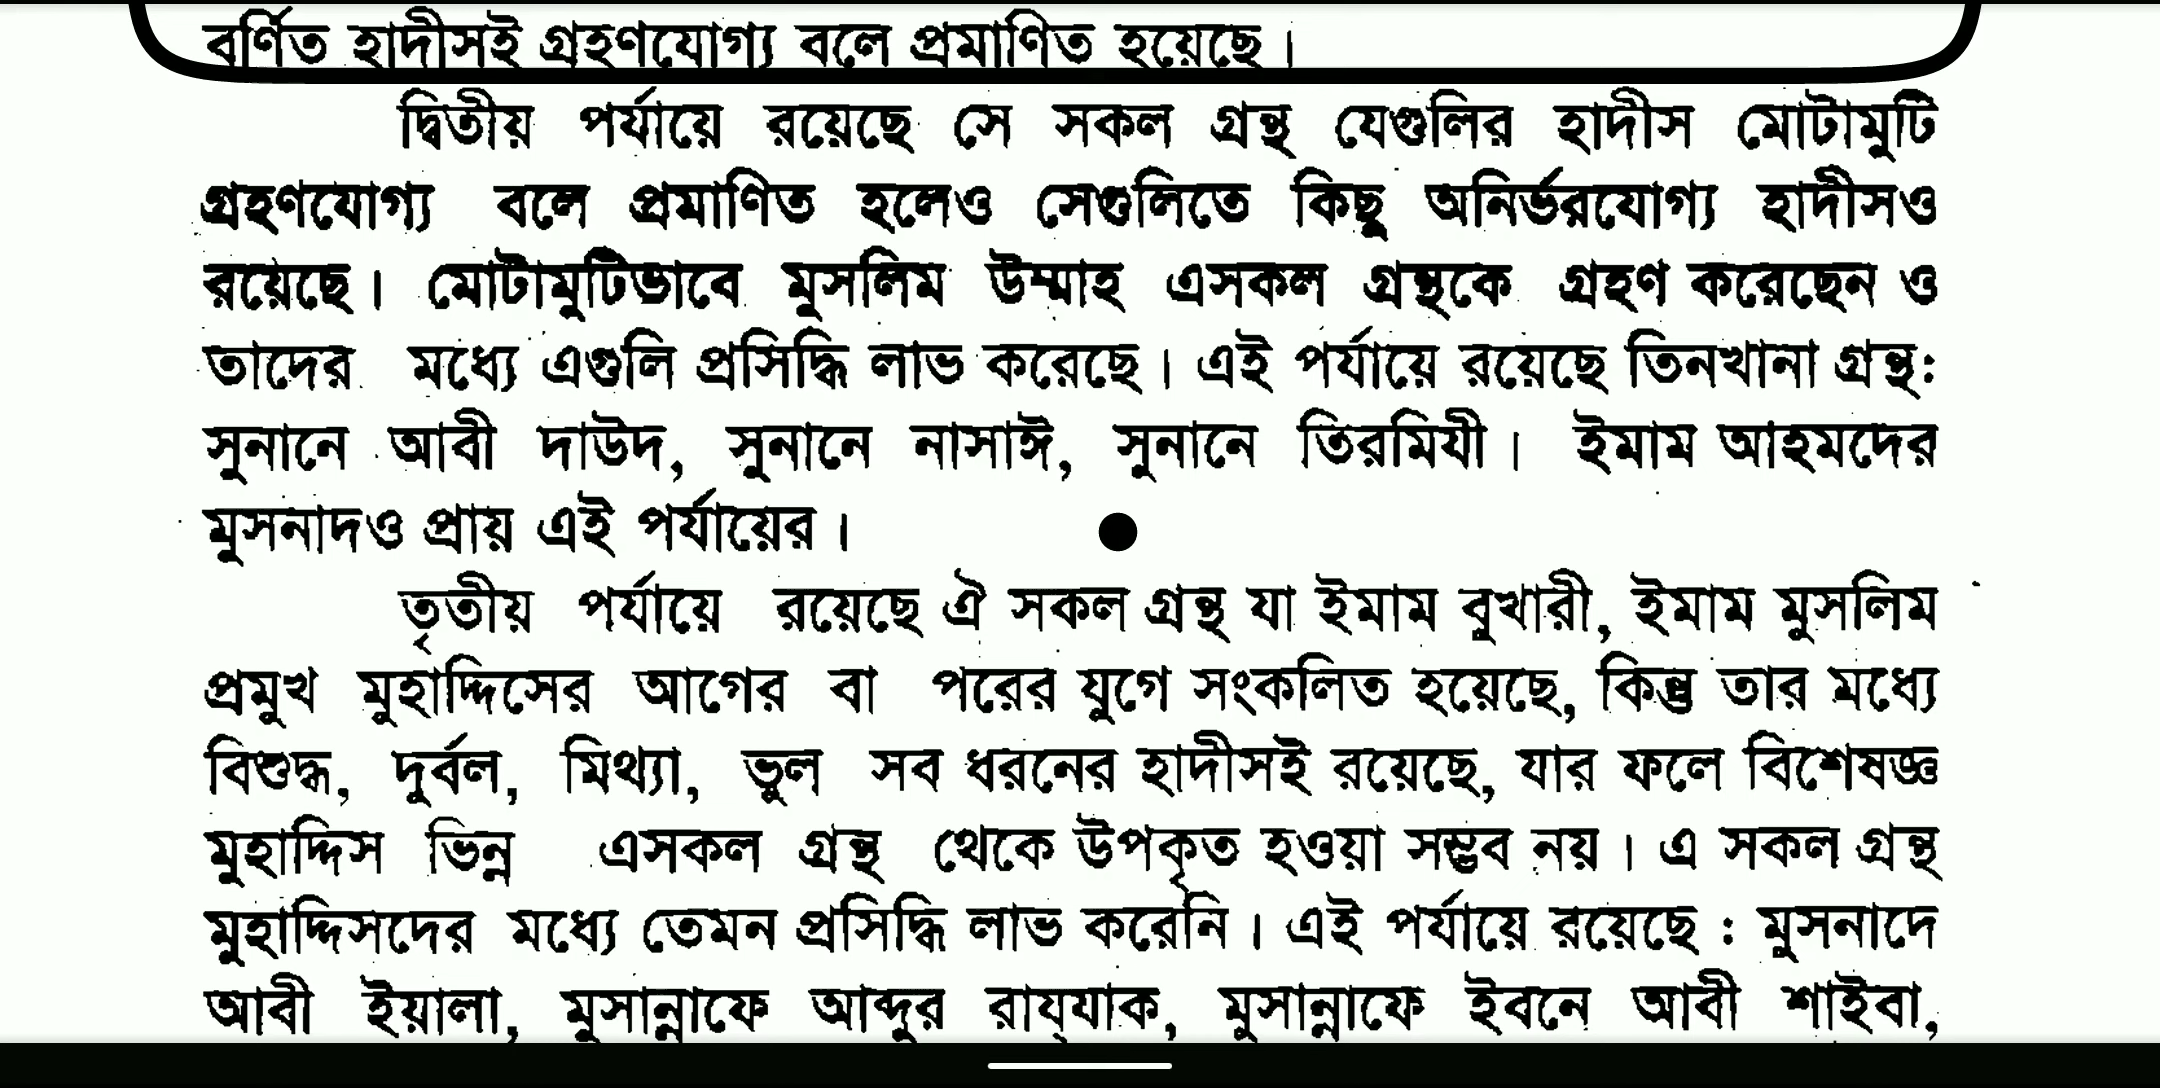 বর্ণিত হাদীসই গ্রহণযোগ্য বলে প্রমাণিত হয়েছে।
দ্বিতীয় পর্যায়ে রয়েছে সে সকল গ্রন্থ যেগুলির হাদীস মোটামুটি
গ্রহণযোগ্য বলে প্রমাণিত হলেও সেগুলিতে কিছু অনির্ভরযোগ্য হাদীসও
রয়েছে। মোটামুটিভাবে মুসলিম উম্মাহ এসকল গ্রন্থকে গ্রহণ করেছেন ও
তাদের মধ্যে এগুলি প্রসিদ্ধি লাভ করেছে। এই পর্যায়ে রয়েছে তিনখানা গ্রন্থ:
সুনানে আবী দাউদ, সুনানে নাসাঈ, সুনানে তিরমিযী। ইমাম আহমদের
মুসনাদও প্রায় এই পর্যায়ের।
তৃতীয় পর্যায়ে রয়েছে ঐ সকল গ্রন্থ যা ইমাম বুখারী, ইমাম মুসলিম
প্রমুখ মুহাদ্দিসের আগের বা পরের যুগে সংকলিত হয়েছে, কিন্তু তার মধ্যে
বিশুদ্ধ, দুর্বল, মিথ্যা, ভুল সব ধরনের হাদীসই রয়েছে, যার ফলে বিশেষজ্ঞ
মুহাদ্দিস ভিন্ন এসকল গ্রন্থ থেকে উপকৃত হওয়া সম্ভব নয়। এ সকল গ্রন্থ
মুহাদ্দিসদের মধ্যে তেমন প্রসিদ্ধি লাভ করেনি। এই পর্যায়ে রয়েছে : মুসনাদে
আবী ইয়ালা, মুসান্নাফে আব্দুর রায্‌যাক, মুসান্নাফে ইবনে আবী শাইবা,